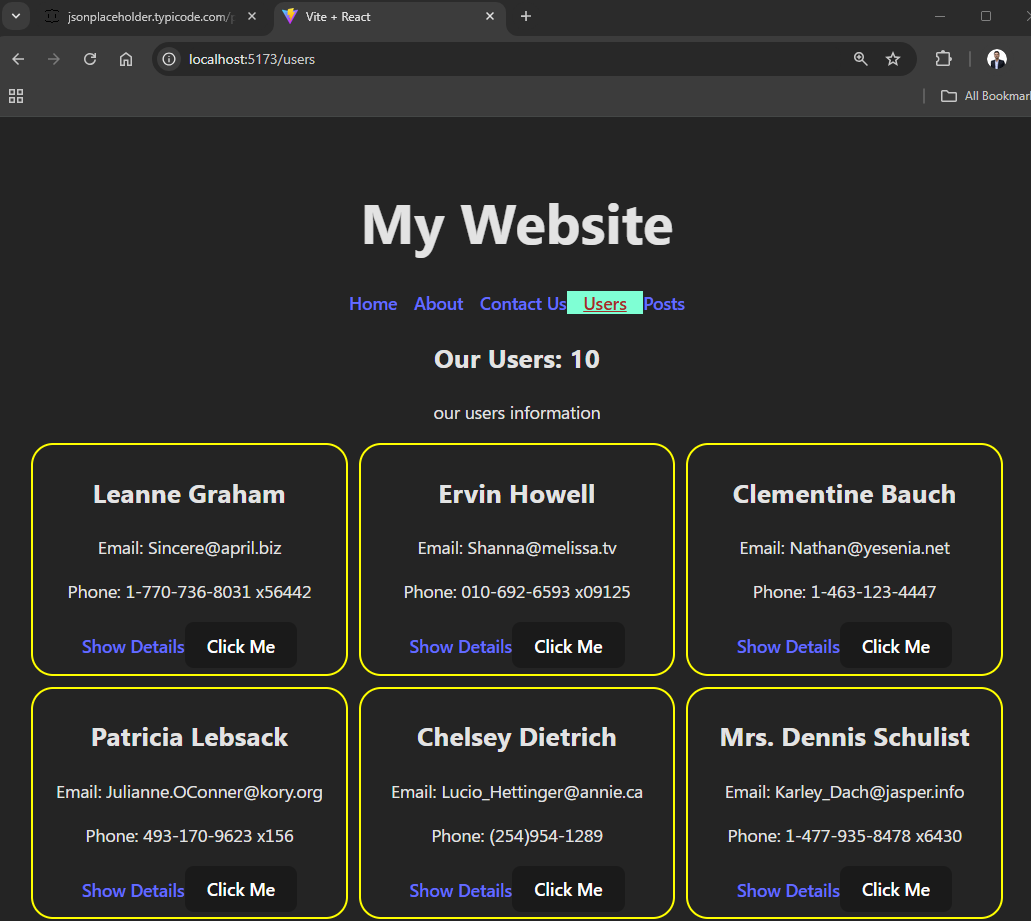 jsonplaceholder.typicode.com/p
Vite + React
localhost:5173/users
All Bookmar
My Website
Home About Contact Us Users Posts
Our Users: 10
our users information
Leanne Graham Ervin Howell Clementine Bauch
Email: Sincere@april.biz Email: Shanna@melissa.tv Email: Nathan@yesenia.net
Phone: 1-770-736-8031 x56442 Phone: 010-692-6593 x09125 Phone: 1-463-123-4447
Show Details Click Me Show Details Click Me Show Details Click Me
Patricia Lebsack Chelsey Dietrich Mrs. Dennis Schulist
Email: Julianne.OConner@kory.org Email: Lucio_Hettinger@annie.ca Email: Karley_Dach@jasper.info
Phone: 493-170-9623 x156 Phone: (254)954-1289 Phone: 1-477-935-8478 x6430
Show Details Click Me Show Details Click Me Show Details Click Me